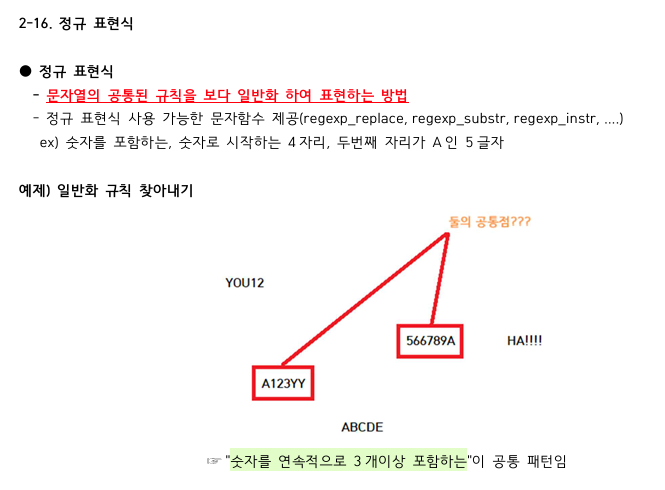 2-16. 정규 표현식
● 정규 표현식
- 문자열의 공통된 규칙을 보다 일반화 하여 표현하는 방법
- 정규 표현식 사용 가능한 문자함수 제공(regexp_replace, regexp_substr, regexp_instr, ....)
ex) 숫자를 포함하는, 숫자로 시작하는 4자리, 두번째 자리가 A인 5글자
예제) 일반화 규칙 찾아내기
둘의 공통점???
YOU12
566789A
HA!!!!
A123YY
ABCDE
☞ "숫자를 연속적으로 3개이상 포함하는"이 공통 패턴임